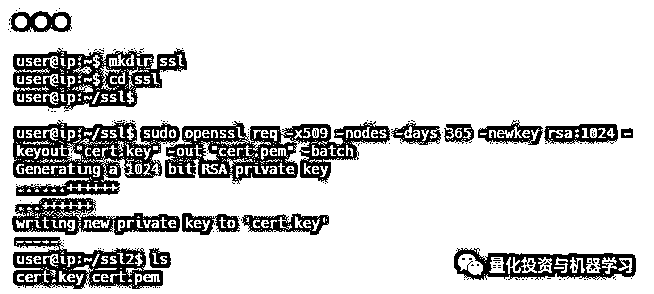 user@ip:~$ mkdir ssl
user@ip:~$ cd ssl
user@ip:~/ssl$
user@ip:~/ssl$ sudo openssl req -x509 -nodes -days 365 -newkey rsa:1024 -
keyout "cert.key" -out "cert.pem" -batch
Generating a 1024 bit RSA private key
.......++++++
...++++++
writing new private key to 'cert.key'
-----
user@ip:~/ssl2$ ls
cert.key cert.pem
量化投资与机器学习